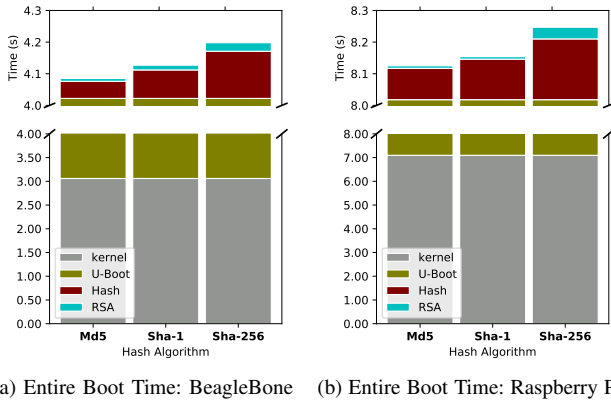 4.3
4.2
4.1
4.0
Time (s)
4.00
3.50
3.00
2.50
2.00
1.50
1.00
0.50
0.00
kernel
U-Boot
Hash
RSA
Md5 Sha-1 Sha-256
Hash Algorithm
8.3
8.2
8.1
8.0
Time (s)
8.00
7.00
6.00
5.00
4.00
3.00
2.00
1.00
0.00
kernel
U-Boot
Hash
RSA
Md5 Sha-1 Sha-256
Hash Algorithm
a) Entire Boot Time: BeagleBone
(b) Entire Boot Time: Raspberry